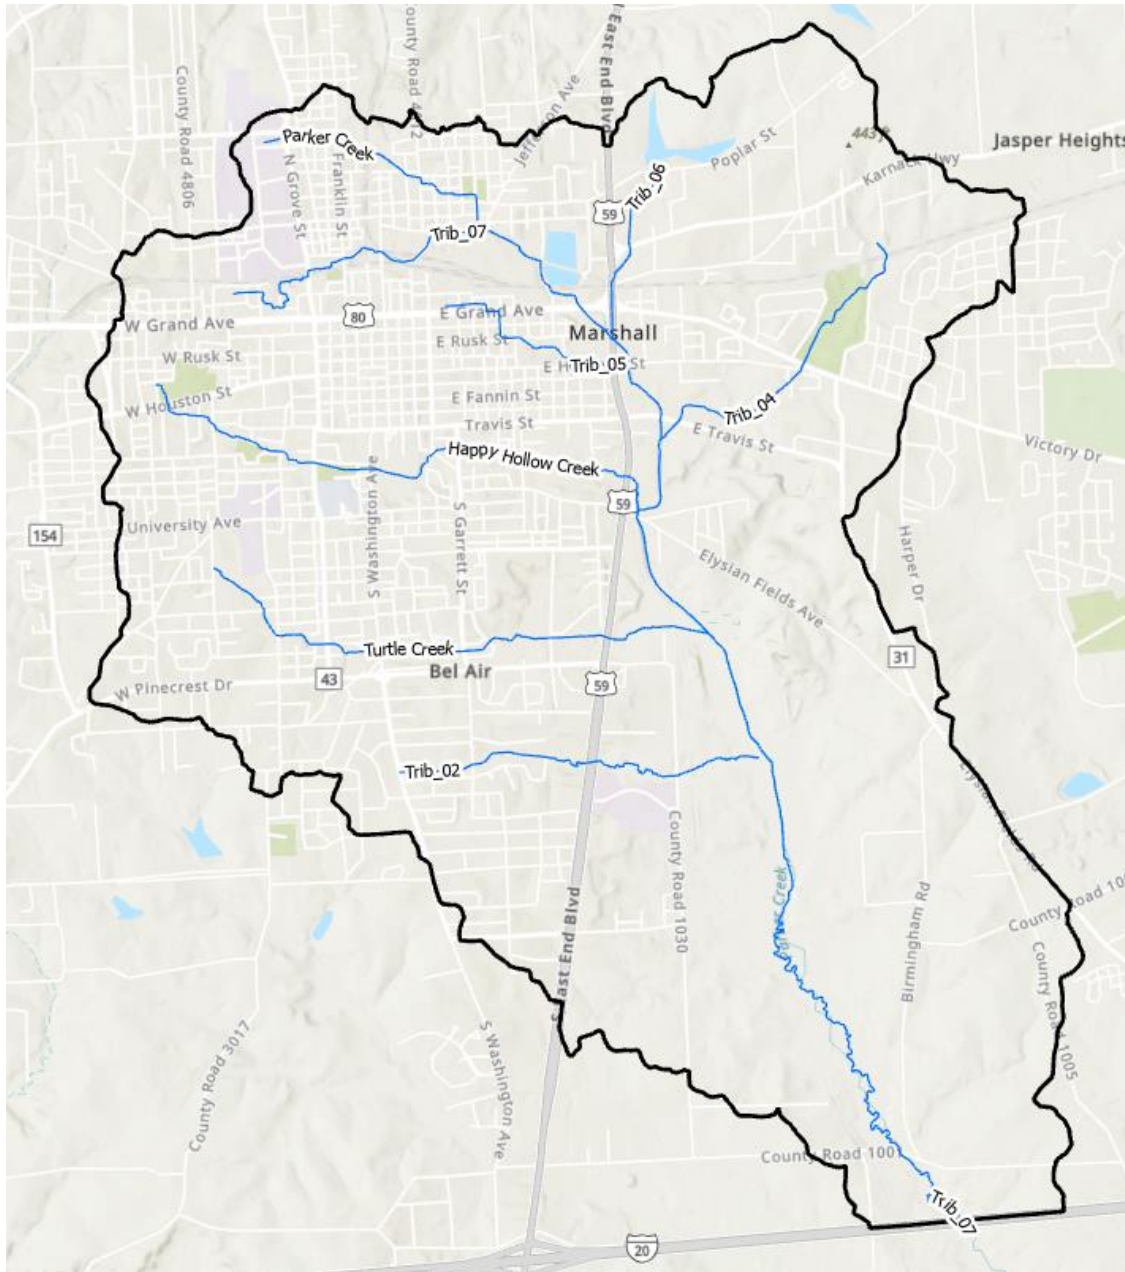 East End Blvd
County Road 4806
Parker Creek
N Grove St
Franklin St
Poplar St
Karnack Hwy
Jasper Heights
59
Trib_06
Trib_07
W Grand Ave
80
E Grand Ave
Marshall
W Rusk St
E Rusk St
Trib_05
St
W Houston St
E Fannin St
Travis St
Trib_04
E Travis St
Victory Dr
Happy Hollow Creek
S Washington Ave
S Garrett St
59
154
University Ave
Elysian Fields Ave
Harper Dr
Turtle Creek
Bel Air
31
W Pinecrest Dr
43
59
Trib_02
County Road 1030
Birmingham Rd
County Road 1005
S East End Blvd
County Road 3017
S Washington Ave
County Road 1001
Trib_07
20